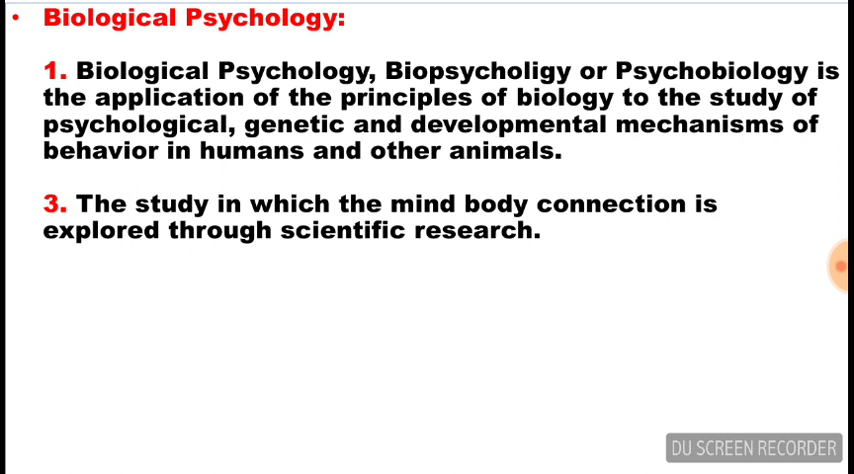 • Biological Psychology:
1. Biological Psychology, Biopsycholigy or Psychobiology is
the application of the principles of biology to the study of
psychological, genetic and developmental mechanisms of
behavior in humans and other animals.
3. The study in which the mind body connection is
explored through scientific research.
DU SCREEN RECORDER